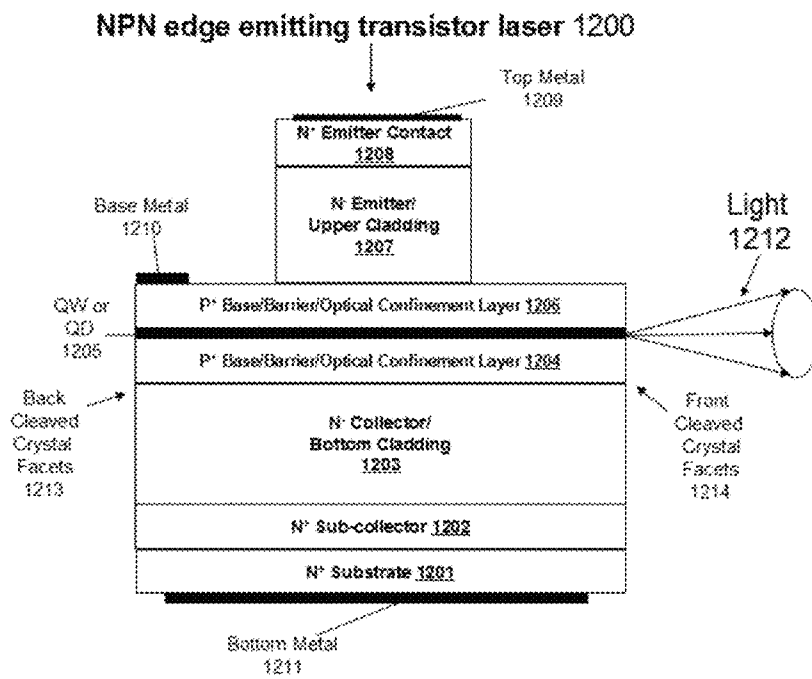 NPN edge emitting transistor laser 1200
Top Metal
1209
N⁺ Emitter Contact
1208
N⁻ Emitter/
Upper Cladding
1207
Base Metal
1210
Light
1212
P⁺ Base/Barrier/Optical Confinement Layer 1206
QW or
QD
1205
P⁺ Base/Barrier/Optical Confinement Layer 1204
Back
Cleaved
Crystal
Facets
1213
N⁻ Collector/
Bottom Cladding
1203
Front
Cleaved
Crystal
Facets
1214
N⁺ Sub-collector 1202
N⁺ Substrate 1201
Bottom Metal
1211